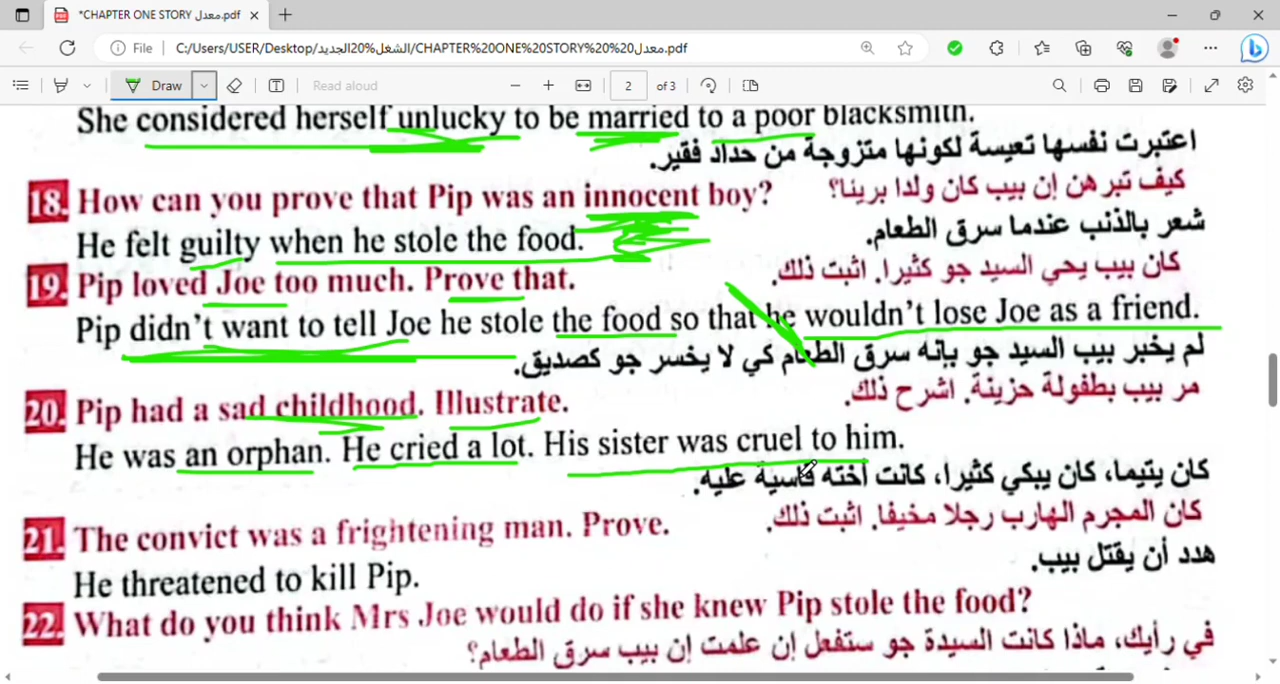 *CHAPTER ONE STORY معدل.pdf
File
C:/Users/USER/Desktop/الشغل%20الجديد/CHAPTER%20ONE%20STORY%20%20معدل.pdf
Draw
Read aloud
2 of 3
She considered herself unlucky to be married to a poor blacksmith.
اعتبرت نفسها تعيسة لكونها متزوجة من حداد فقير.
18. How can you prove that Pip was an innocent boy?
كيف تبرهن إن بيب كان ولدا بريئا؟
He felt guilty when he stole the food.
شعر بالذنب عندما سرق الطعام.
19. Pip loved Joe too much. Prove that.
كان بيب يحي السيد جو كثيرا. اثبت ذلك.
Pip didn't want to tell Joe he stole the food so that he wouldn't lose Joe as a friend.
لم يخبر بيب السيد جو بإنه سرق الطعام كي لا يخسر جو كصديق.
20. Pip had a sad childhood. Illustrate.
مر بيب بطفولة حزينة. اشرح ذلك.
He was an orphan. He cried a lot. His sister was cruel to him.
كان يتيما، كان يبكي كثيرا، كانت أخته قاسية عليه.
21. The convict was a frightening man. Prove.
كان المجرم الهارب رجلا مخيفا. اثبت ذلك.
He threatened to kill Pip.
هدد أن يقتل بيب.
22. What do you think Mrs Joe would do if she knew Pip stole the food?
في رأيك، ماذا كانت السيدة جو ستفعل إن علمت إن بيب سرق الطعام؟